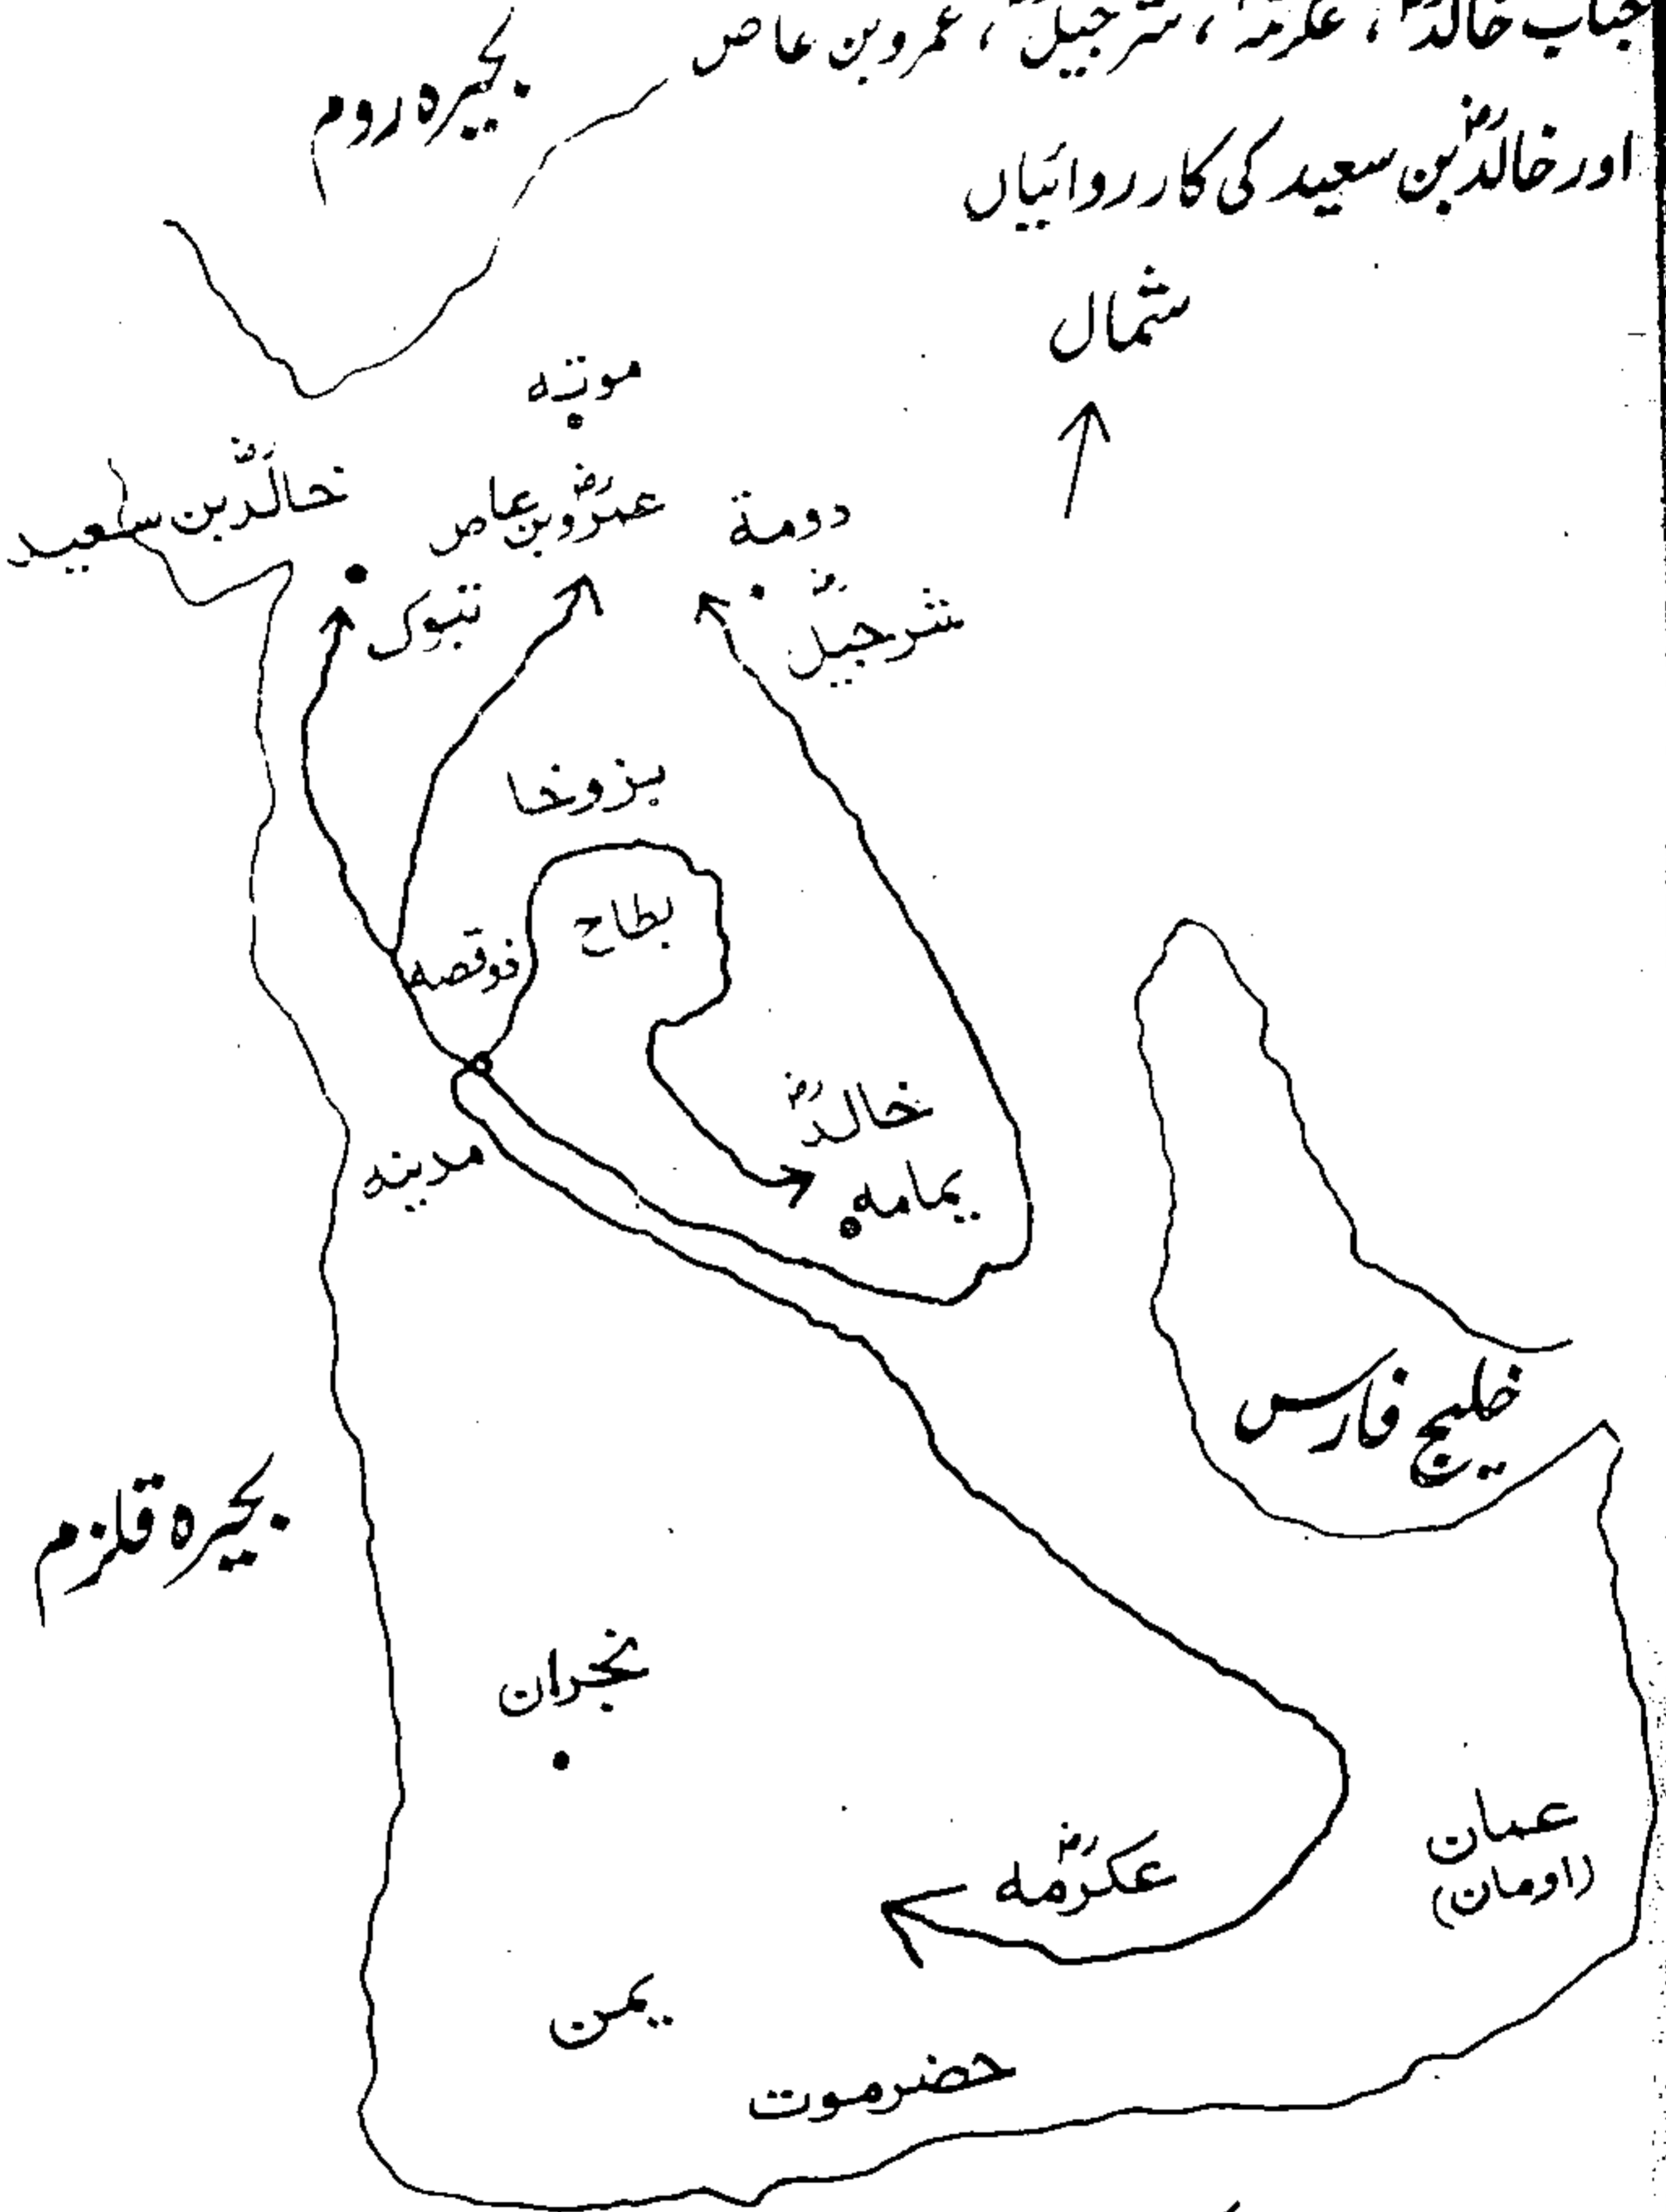 جناب خالدؓ، عکرمہؓ، شرجیلؓ، عمرو بن عاص
اور خالدؓ بن سعید کی کارروائیاں
بحیرہ روم
شمال
موتہ
خالدؓ بن سعید
عمروؓ بن عاص
دومۃ
تبوک
شرجیلؓ
بزوخا
بطاح
ذوقصہ
خالدؓ
مدینہ
یمامہ
خلیج فارس
بحیرہ قلزم
نجران
عمان
(اومان)
عکرمہؓ
یمن
حضرموت